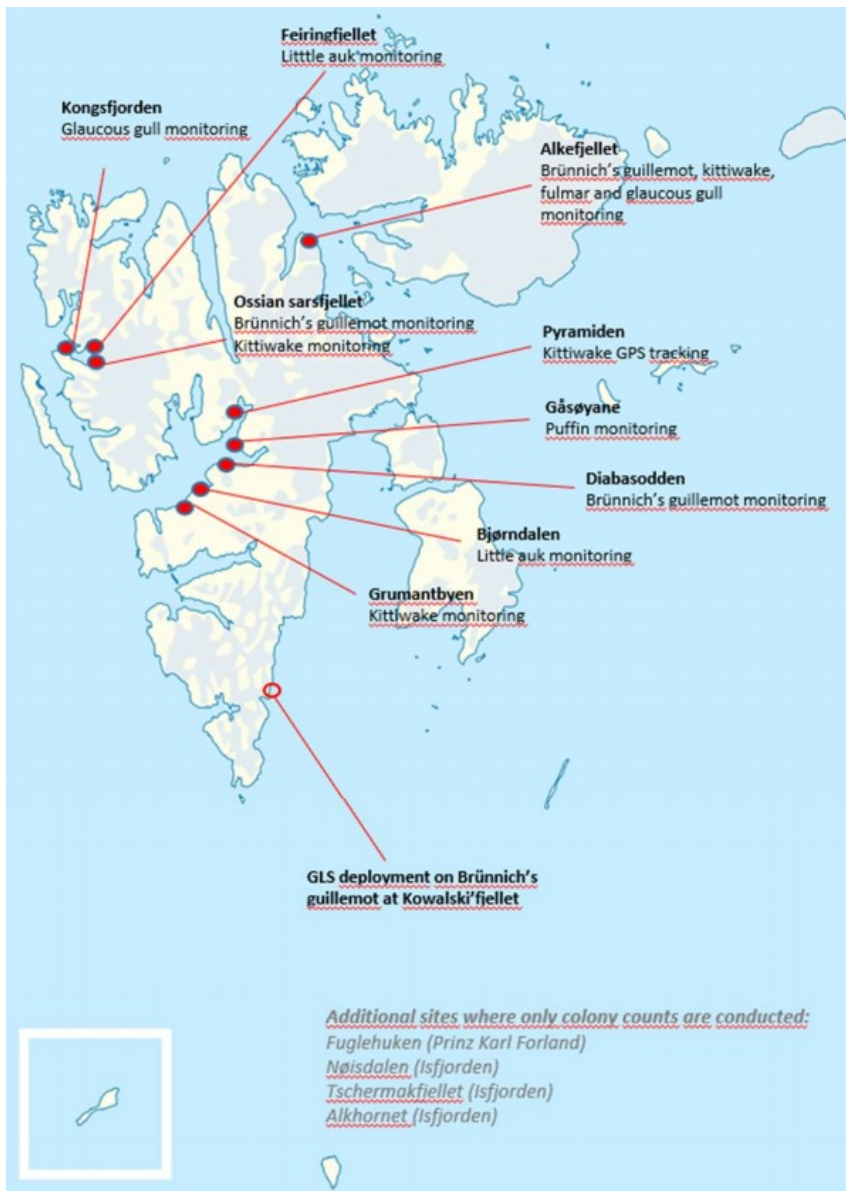 Feiringfjellet
Litttle auk monitoring
Kongsfjorden
Glaucous gull monitoring
Alkefjellet
Brünnich's guillemot, kittiwake,
fulmar and glaucous gull
monitoring
Ossian sarsfjellet
Brünnich's guillemot monitoring
Kittiwake monitoring
Pyramiden
Kittiwake GPS tracking
Gåsøyane
Puffin monitoring
Diabasodden
Brünnich's guillemot monitoring
Bjørndalen
Little auk monitoring
Grumantbyen
Kittiwake monitoring
GLS deployment on Brünnich's
guillemot at Kowalski'fjellet
Additional sites where only colony counts are conducted:
Fuglehuken (Prinz Karl Forland)
Nøisdalen (Isfjorden)
Tschermakfjellet (Isfjorden)
Alkhornet (Isfjorden)